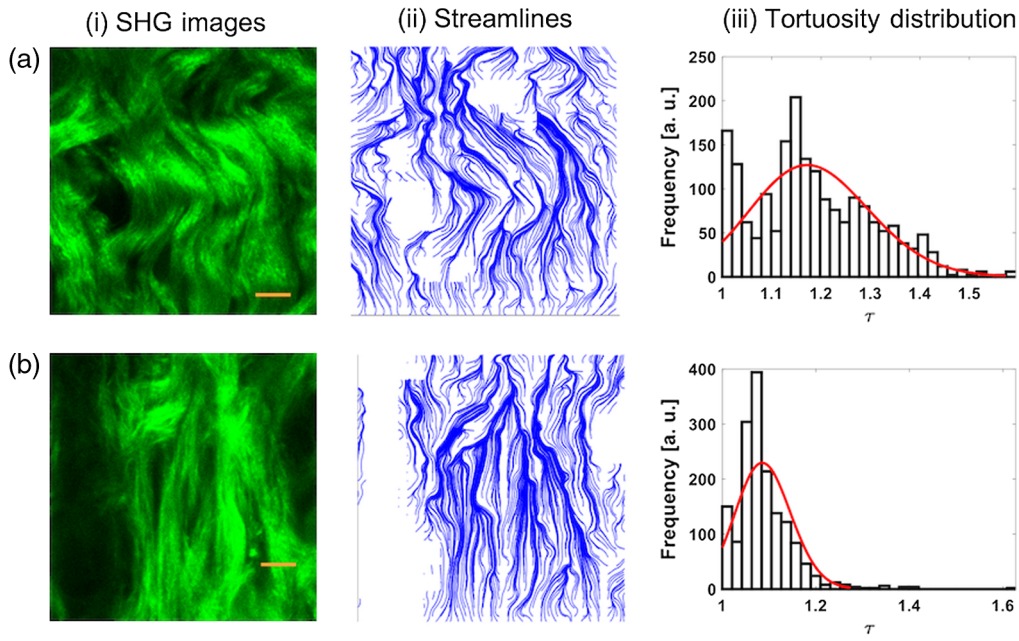 (i) SHG images
(ii) Streamlines
(iii) Tortuosity distribution
(a)
250
200
150
100
50
0
Frequency [a. u.]
1 1.1 1.2 1.3 1.4 1.5
τ
(b)
400
300
200
100
0
Frequency [a. u.]
1 1.2 1.4 1.6
τ